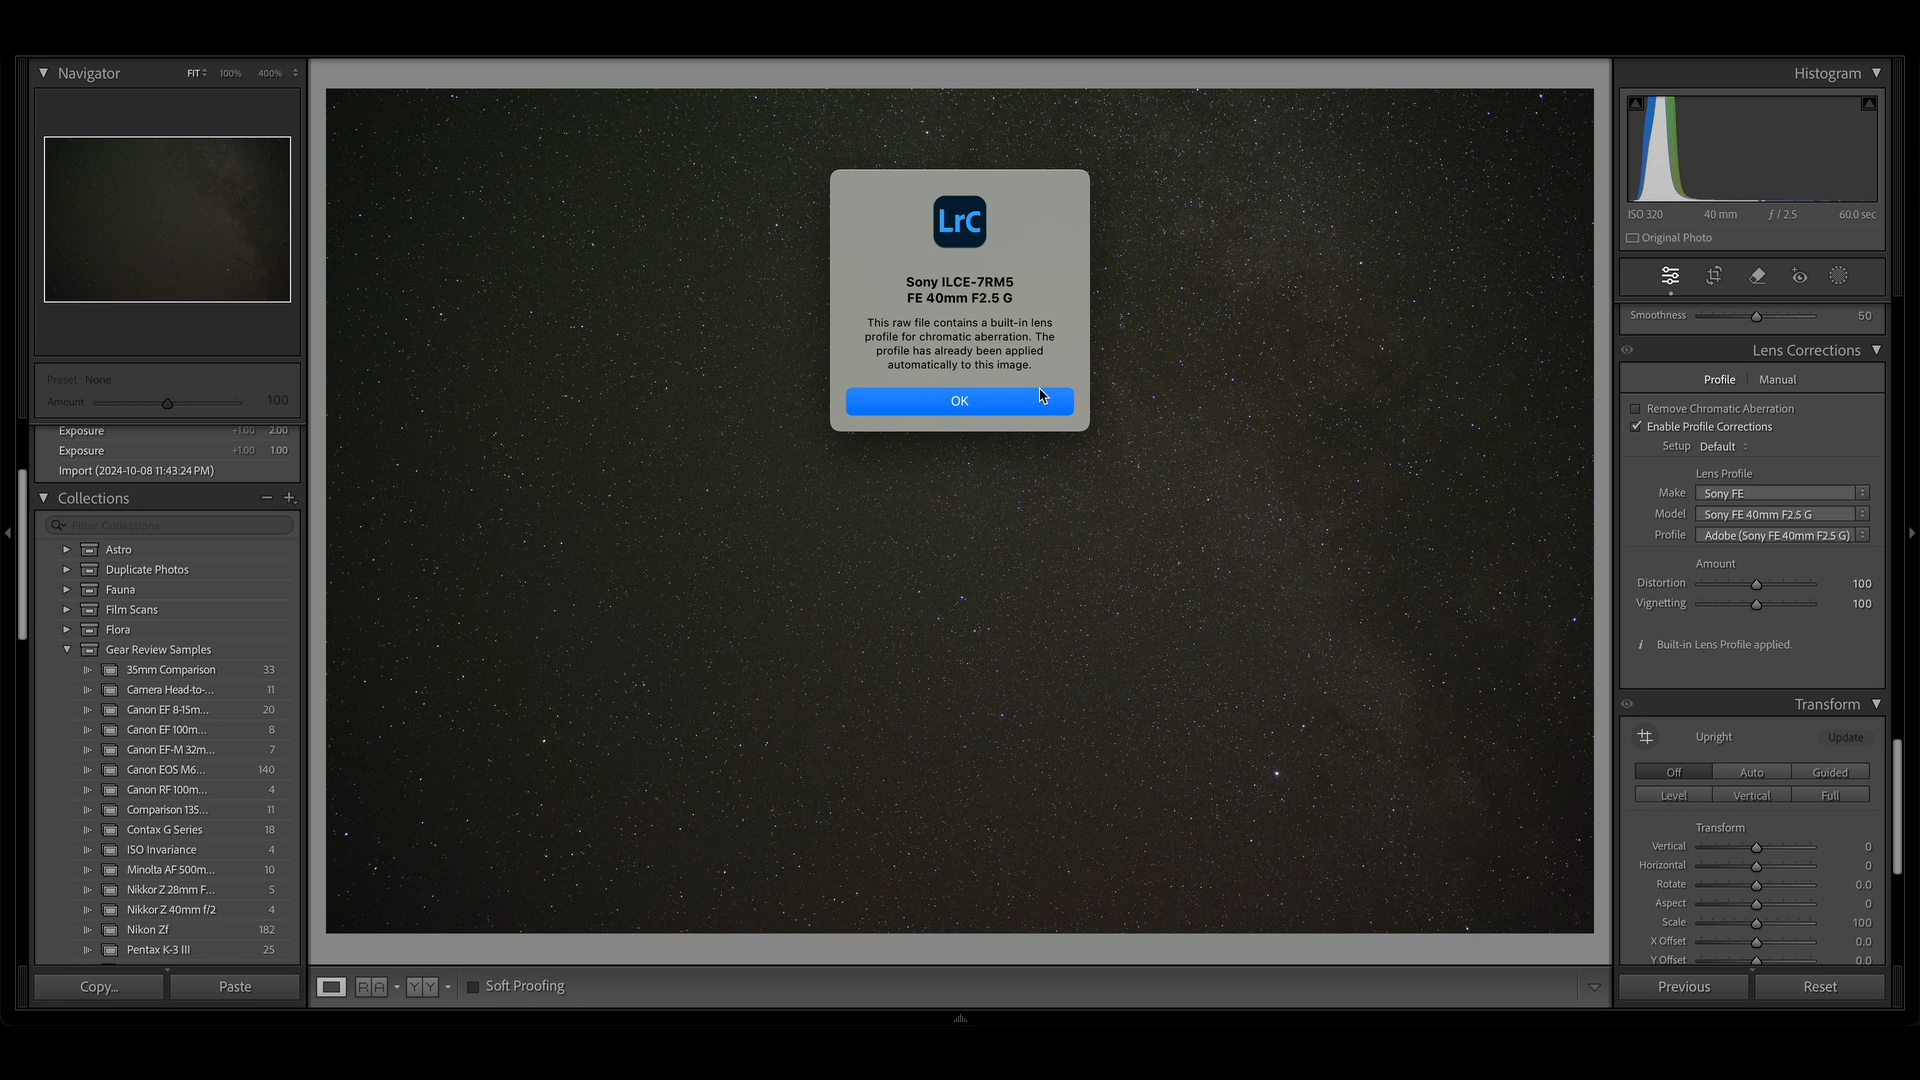 Navigator
FIT 100% 400%
Preset : None
Amount 100
Exposure +1.00 2.00
Exposure +1.00 1.00
Import (2024-10-08 11:43:24 PM)
Collections
Filter Collections
Astro
Duplicate Photos
Fauna
Film Scans
Flora
Gear Review Samples
35mm Comparison 33
Camera Head-to-... 11
Canon EF 8-15m... 20
Canon EF 100m... 8
Canon EF-M 32m... 7
Canon EOS M6... 140
Canon RF 100m... 4
Comparison 135... 11
Contax G Series 18
ISO Invariance 4
Minolta AF 500m... 10
Nikkor Z 28mm F... 5
Nikkor Z 40mm f/2 4
Nikon Zf 182
Pentax K-3 III 25
Copy... Paste
LrC
Sony ILCE-7RM5
FE 40mm F2.5 G
This raw file contains a built-in lens
profile for chromatic aberration. The
profile has already been applied
automatically to this image.
OK
RA YY Soft Proofing
Histogram
ISO 320 40 mm ƒ / 2.5 60.0 sec
Original Photo
Smoothness 50
Lens Corrections
Profile Manual
Remove Chromatic Aberration
Enable Profile Corrections
Setup Default
Lens Profile
Make Sony FE
Model Sony FE 40mm F2.5 G
Profile Adobe (Sony FE 40mm F2.5 G)
Amount
Distortion 100
Vignetting 100
i Built-in Lens Profile applied.
Transform
Upright Update
Off Auto Guided
Level Vertical Full
Transform
Vertical 0
Horizontal 0
Rotate 0.0
Aspect 0
Scale 100
X Offset 0.0
Y Offset 0.0
Previous Reset